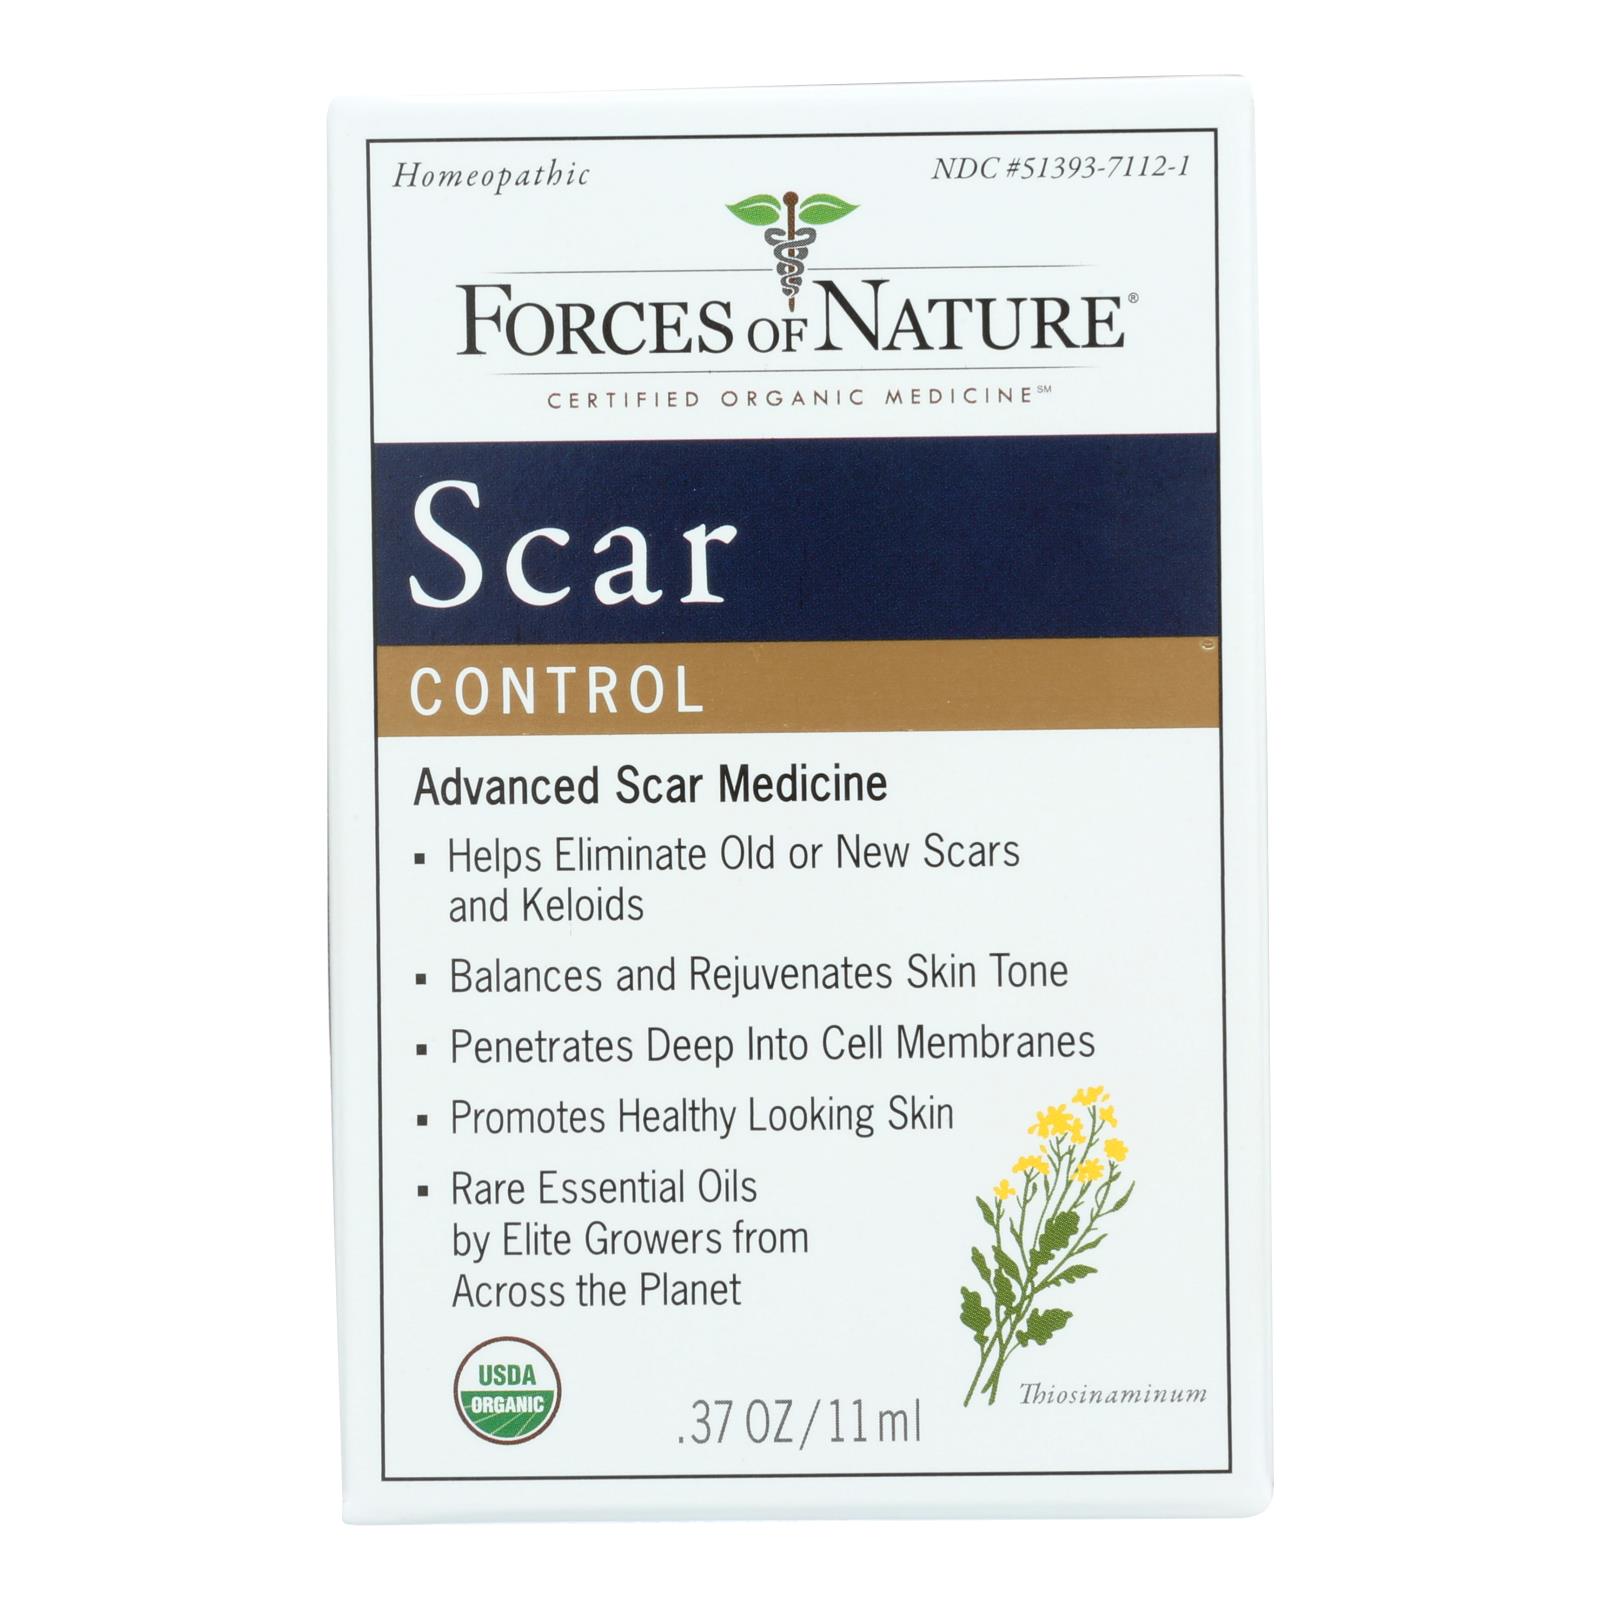 Homeopathic
NDC #51393-7112-1
FORCES OF NATURE®
CERTIFIED ORGANIC MEDICINE℠
Scar
CONTROL
Advanced Scar Medicine
▪ Helps Eliminate Old or New Scars
and Keloids
▪ Balances and Rejuvenates Skin Tone
▪ Penetrates Deep Into Cell Membranes
▪ Promotes Healthy Looking Skin
▪ Rare Essential Oils
by Elite Growers from
Across the Planet
USDA
ORGANIC
.37 OZ/11ml
Thiosinaminum